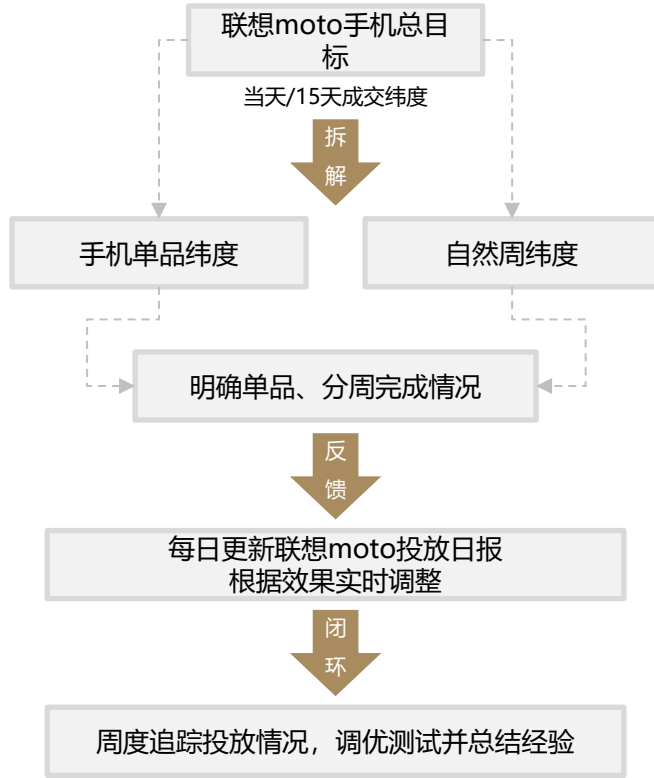 联想moto手机总目
标
当天/15天成交纬度
拆
解
手机单品纬度
自然周纬度
明确单品、分周完成情况
反
馈
每日更新联想moto投放日报
根据效果实时调整
闭
环
周度追踪投放情况，调优测试并总结经验